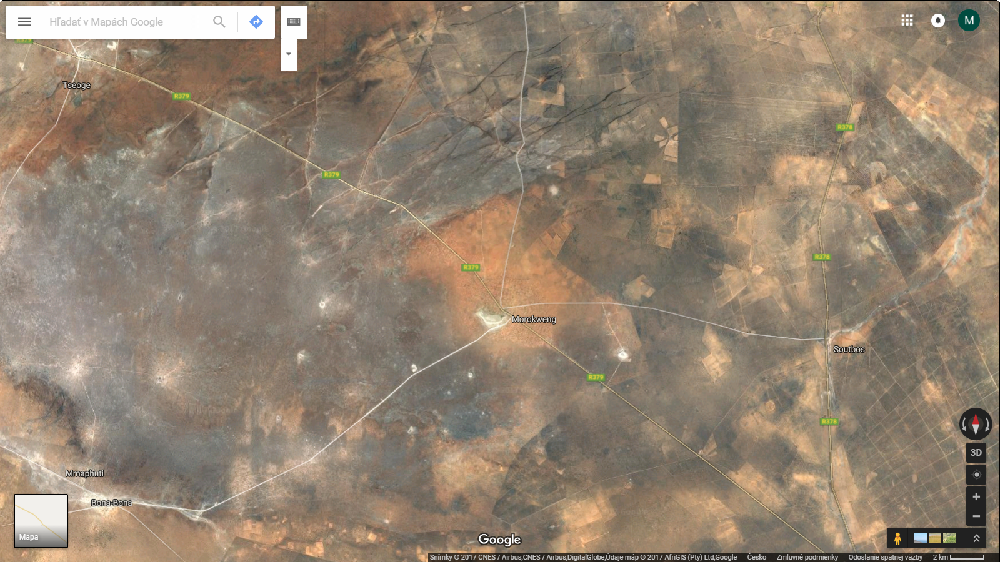 Hľadať v Mapách Google
M
R379
Tseoge
R379
R378
R379
R378
R379
Morokweng
Soutbos
R379
R378
3D
Mmaphuti
Bona-Bona
Mapa
Google
Snímky © 2017 CNES / Airbus,CNES / Airbus,DigitalGlobe,Údaje máp © 2017 AfriGIS (Pty) Ltd,Google Česko Zmluvné podmienky Odoslanie spätnej väzby 2 km